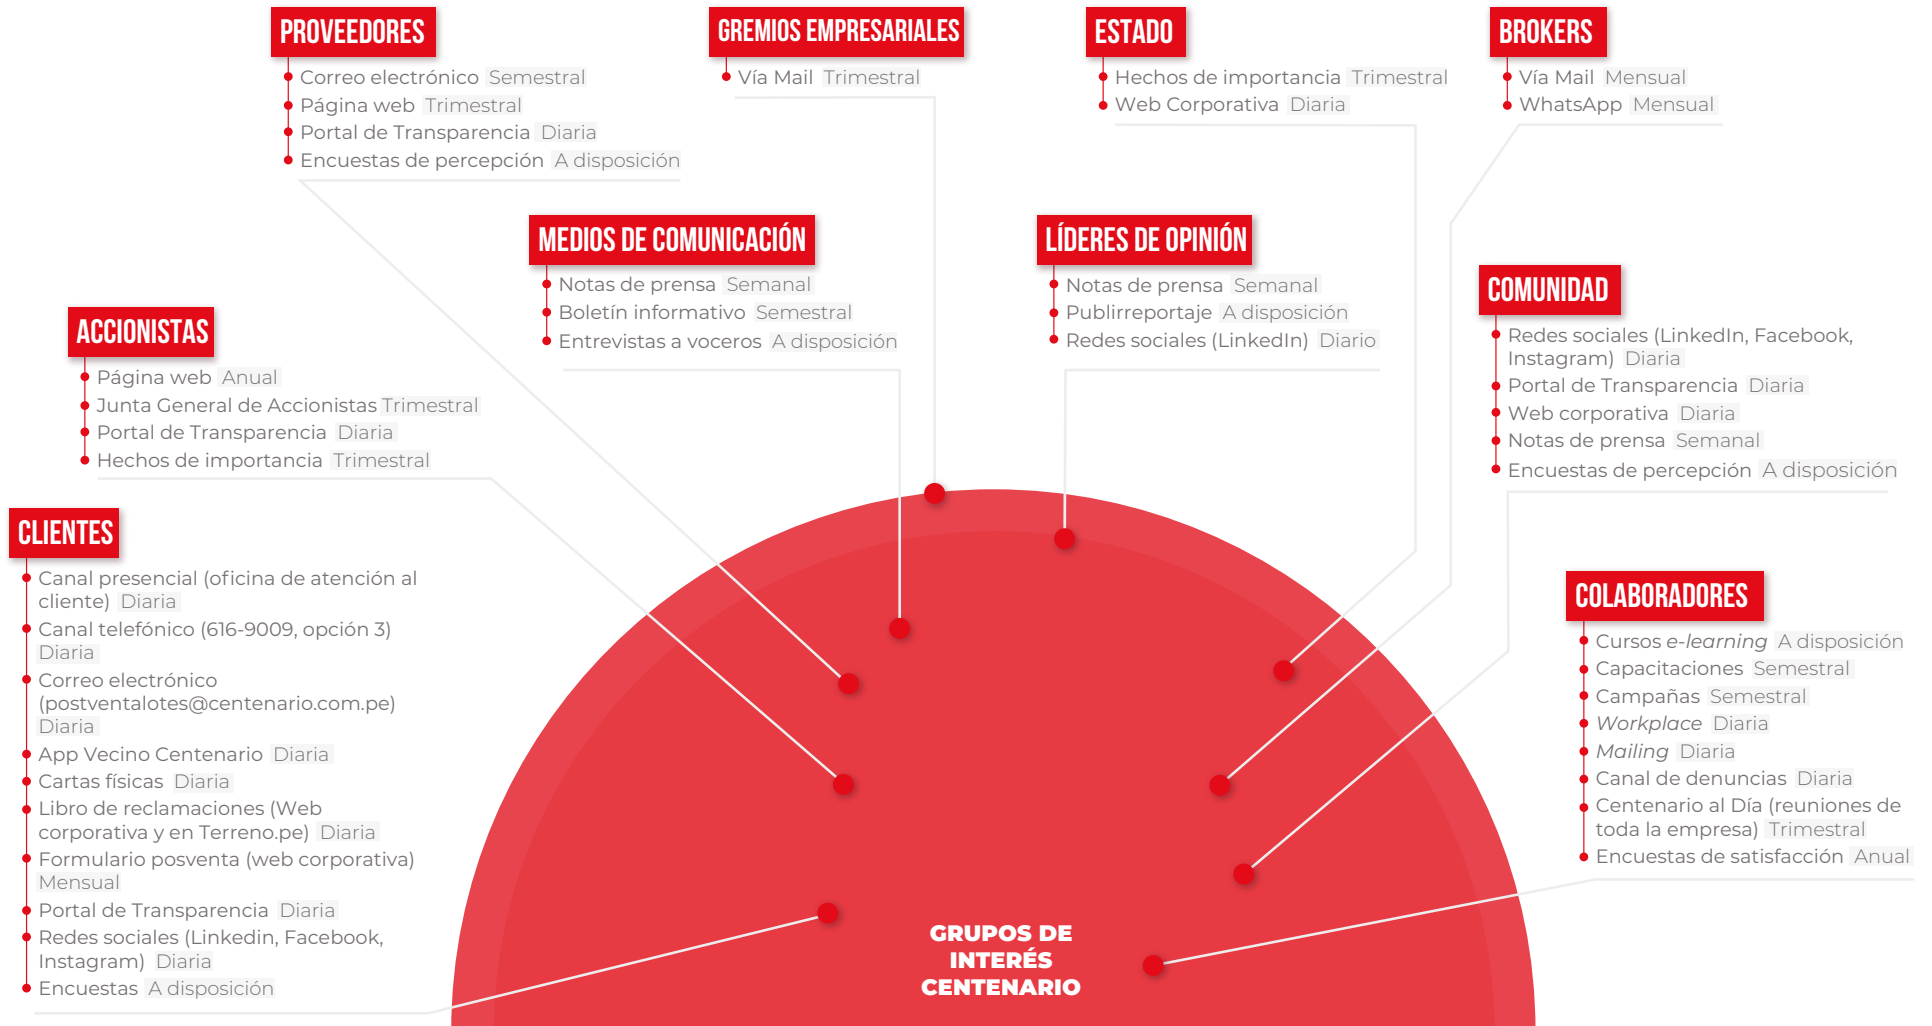 PROVEEDORES
Correo electrónico Semestral
Página web Trimestral
Portal de Transparencia Diaria
Encuestas de percepción A disposición
GREMIOS EMPRESARIALES
Vía Mail Trimestral
ESTADO
Hechos de importancia Trimestral
Web Corporativa Diaria
BROKERS
Vía Mail Mensual
WhatsApp Mensual
MEDIOS DE COMUNICACIÓN
Notas de prensa Semanal
Boletín informativo Semestral
Entrevistas a voceros A disposición
LÍDERES DE OPINIÓN
Notas de prensa Semanal
Publirreportaje A disposición
Redes sociales (LinkedIn) Diario
COMUNIDAD
Redes sociales (LinkedIn, Facebook,
Instagram) Diaria
Portal de Transparencia Diaria
Web corporativa Diaria
Notas de prensa Semanal
Encuestas de percepción A disposición
ACCIONISTAS
Página web Anual
Junta General de Accionistas Trimestral
Portal de Transparencia Diaria
Hechos de importancia Trimestral
CLIENTES
Canal presencial (oficina de atención al
cliente) Diaria
Canal telefónico (616-9009, opción 3)
Diaria
Correo electrónico
(postventalotes@centenario.com.pe)
Diaria
App Vecino Centenario Diaria
Cartas físicas Diaria
Libro de reclamaciones (Web
corporativa y en Terreno.pe) Diaria
Formulario posventa (web corporativa)
Mensual
Portal de Transparencia Diaria
Redes sociales (Linkedin, Facebook,
Instagram) Diaria
Encuestas A disposición
COLABORADORES
Cursos e-learning A disposición
Capacitaciones Semestral
Campañas Semestral
Workplace Diaria
Mailing Diaria
Canal de denuncias Diaria
Centenario al Día (reuniones de
toda la empresa) Trimestral
Encuestas de satisfacción Anual
GRUPOS DE
INTERÉS
CENTENARIO